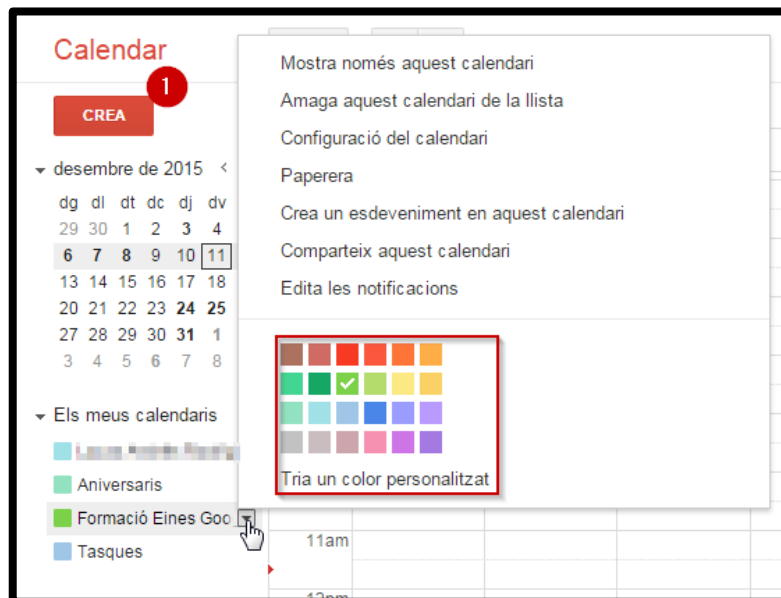 Calendar
1
CREA
desembre de 2015 <
dg dl dt dc dj dv
29 30 1 2 3 4
6 7 8 9 10 11
13 14 15 16 17 18
20 21 22 23 24 25
27 28 29 30 31 1
3 4 5 6 7 8
Els meus calendaris
Aniversaris
Formació Eines Goo
Tasques
Mostra només aquest calendari
Amaga aquest calendari de la llista
Configuració del calendari
Paperera
Crea un esdeveniment en aquest calendari
Comparteix aquest calendari
Edita les notificacions
Tria un color personalitzat
11am
12pm